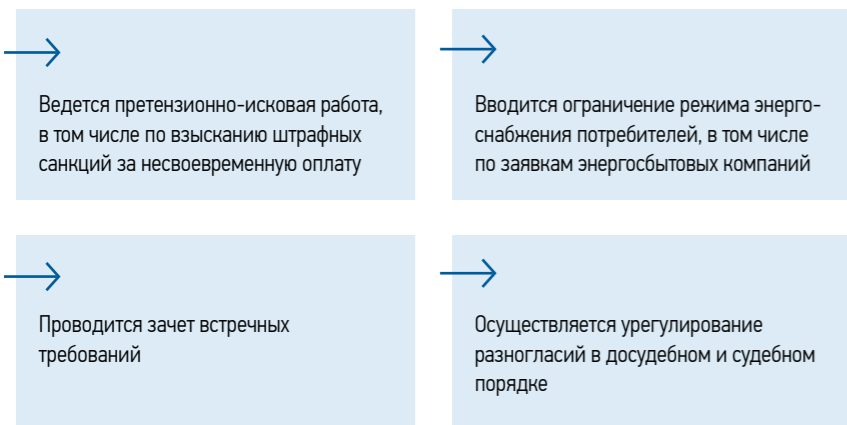 Ведется претензионно-исковая работа,
в том числе по взысканию штрафных
санкций за несвоевременную оплату
Вводится ограничение режима энерго-
снабжения потребителей, в том числе
по заявкам энергосбытовых компаний
Проводится зачет встречных
требований
Осуществляется урегулирование
разногласий в досудебном и судебном
порядке